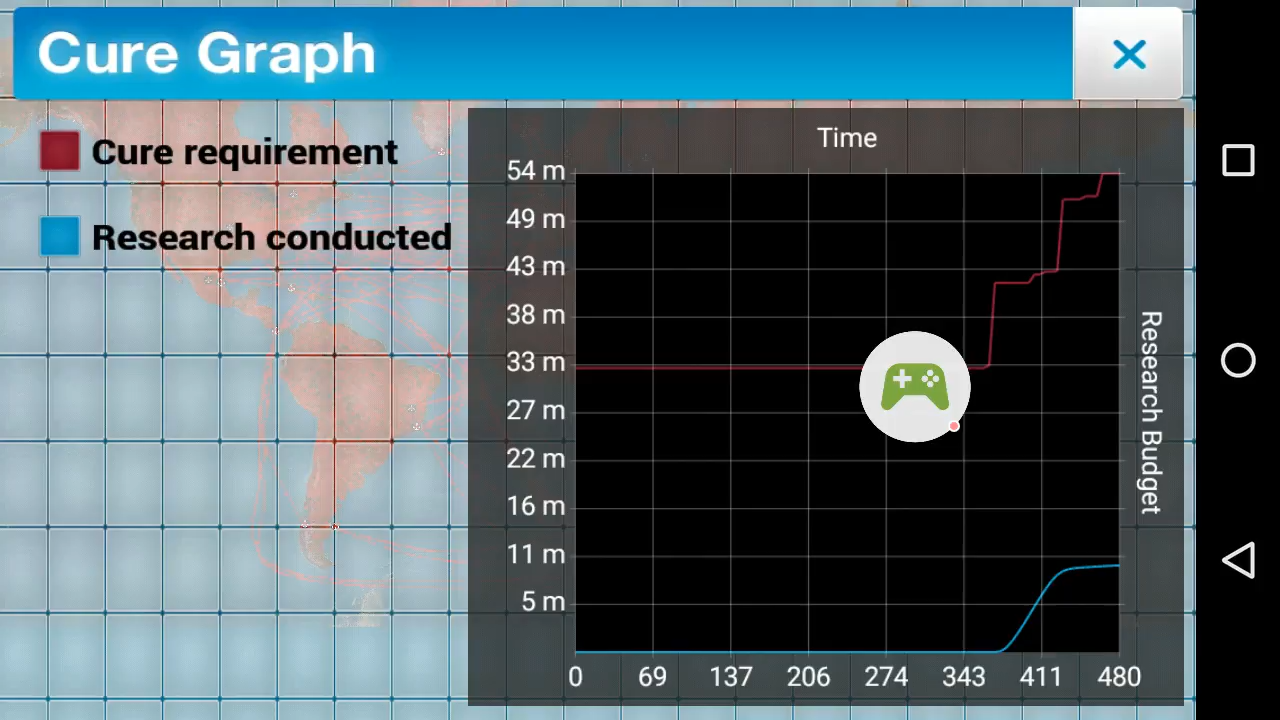 Cure Graph
Cure requirement
Research conducted
Time
54 m
49 m
43 m
38 m
33 m
27 m
22 m
16 m
11 m
5 m
0 69 137 206 274 343 411 480
Research Budget